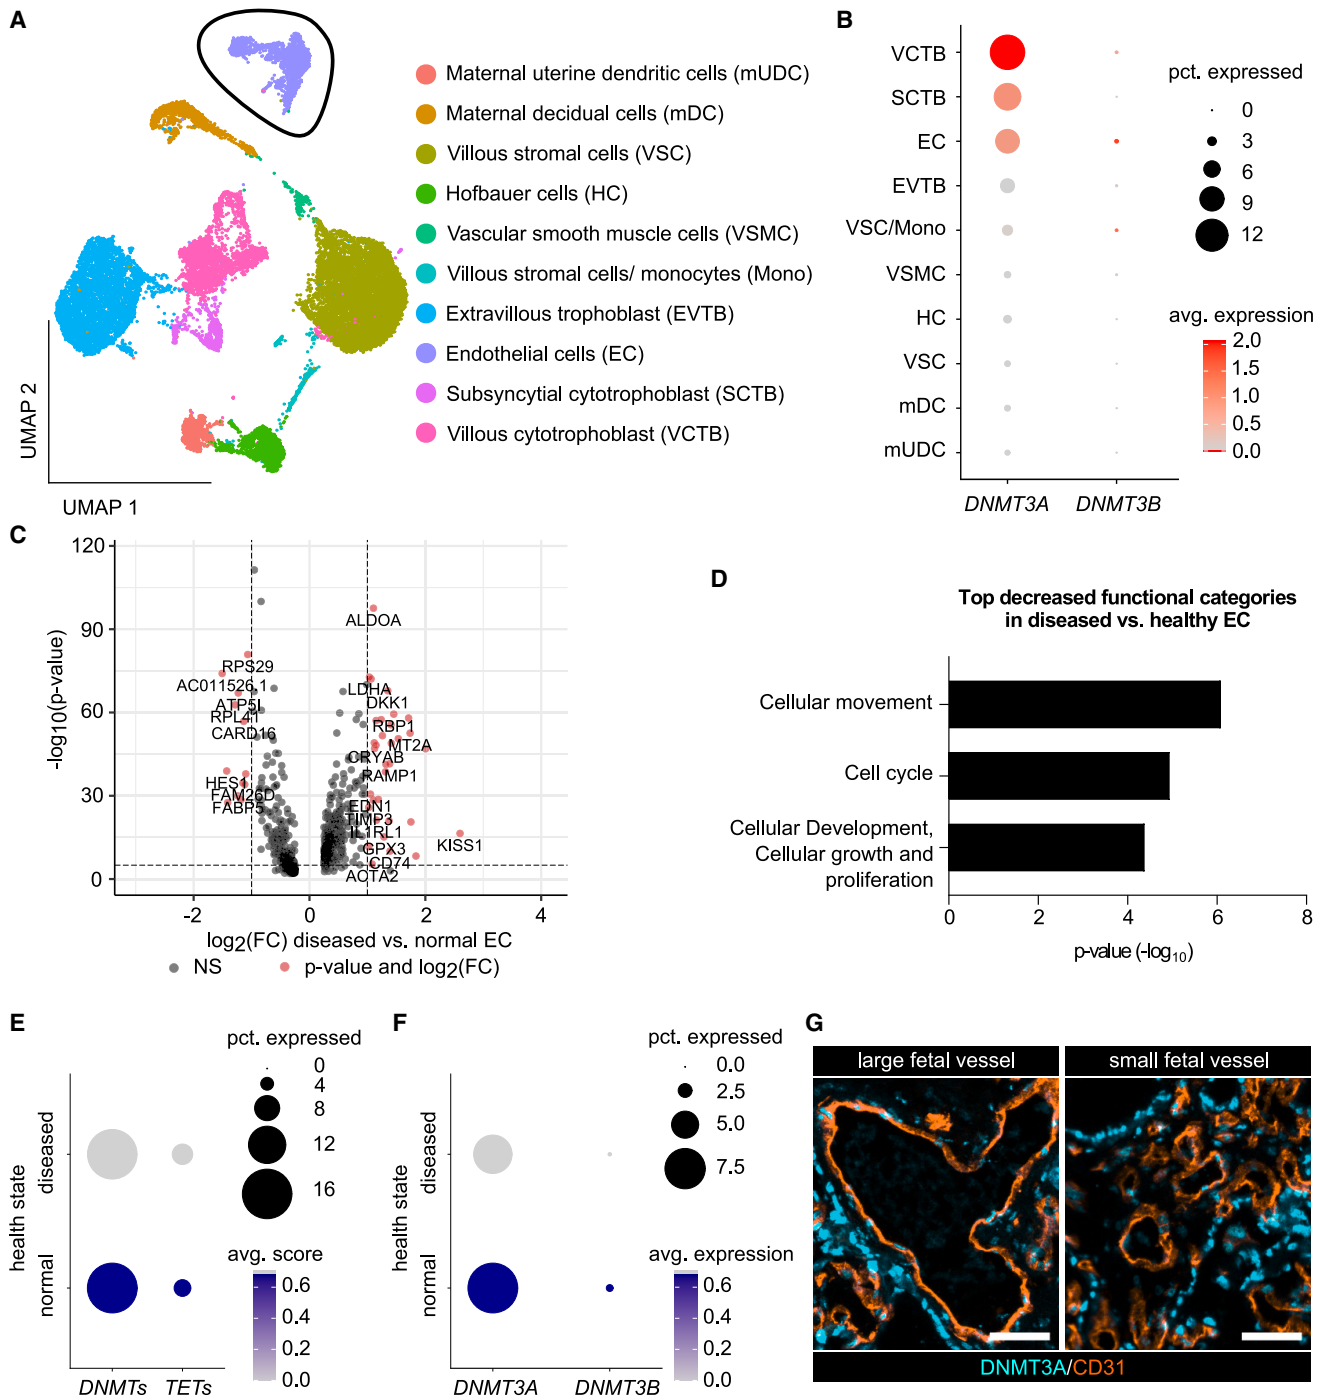 A
Maternal uterine dendritic cells (mUDC)
Maternal decidual cells (mDC)
Villous stromal cells (VSC)
Hofbauer cells (HC)
Vascular smooth muscle cells (VSMC)
Villous stromal cells/ monocytes (Mono)
Extravillous trophoblast (EVTB)
Endothelial cells (EC)
Subsyncytial cytotrophoblast (SCTB)
Villous cytotrophoblast (VCTB)
UMAP 2
UMAP 1
B
VCTB
SCTB
EC
EVTB
VSC/Mono
VSMC
HC
VSC
mDC
mUDC
DNMT3A DNMT3B
pct. expressed
0
3
6
9
12
avg. expression
2.0
1.5
1.0
0.5
0.0
C
-log10(p-value)
120
90
60
30
0
ALDOA
RPS29
AC011526.1
ATP5I
RPL41
CARD16
HES1
FAM26D
FABP5
LDHA
DKK1
RBP1
MT2A
CRYAB
RAMP1
EDN1
TIMP3
IL1RL1
GPX3
KISS1
CD74
ACTA2
-2 0 2 4
log2(FC) diseased vs. normal EC
NS p-value and log2(FC)
D
Top decreased functional categories
in diseased vs. healthy EC
Cellular movement
Cell cycle
Cellular Development,
Cellular growth and
proliferation
0 2 4 6 8
p-value (-log10)
E
health state
diseased
normal
DNMTs TETs
pct. expressed
0
4
8
12
16
avg. score
0.6
0.4
0.2
0.0
F
health state
diseased
normal
DNMT3A DNMT3B
pct. expressed
0.0
2.5
5.0
7.5
avg. expression
0.6
0.4
0.2
0.0
G
large fetal vessel small fetal vessel
DNMT3A/CD31